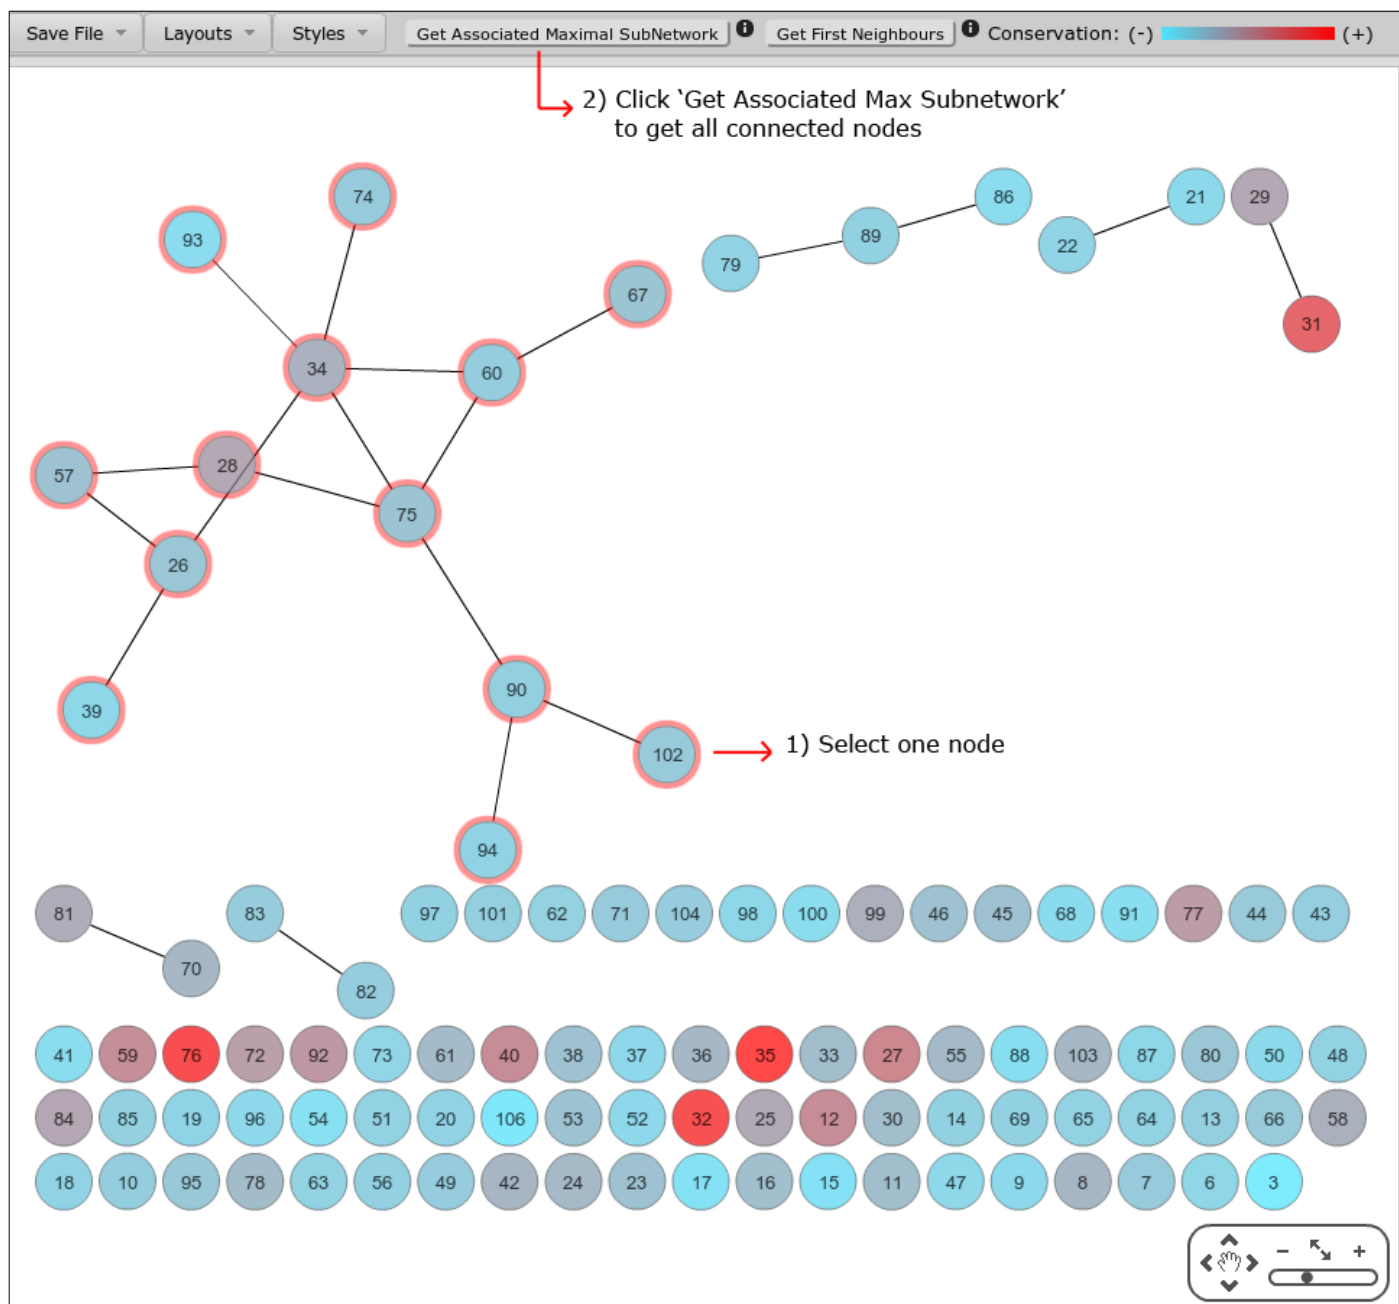 Save File Layouts Styles Get Associated Maximal SubNetwork i Get First Neighbours i Conservation: (-) (+)
2) Click ‘Get Associated Max Subnetwork’
to get all connected nodes
74 86 21 29
93 89 22
79
67 31
34 60
57 28
75
26
39 90
102 1) Select one node
94
81 83 97 101 62 71 104 98 100 99 46 45 68 91 77 44 43
70
82
41 59 76 72 92 73 61 40 38 37 36 35 33 27 55 88 103 87 80 50 48
84 85 19 96 54 51 20 106 53 52 32 25 12 30 14 69 65 64 13 66 58
18 10 95 78 63 56 49 42 24 23 17 16 15 11 47 9 8 7 6 3
- +